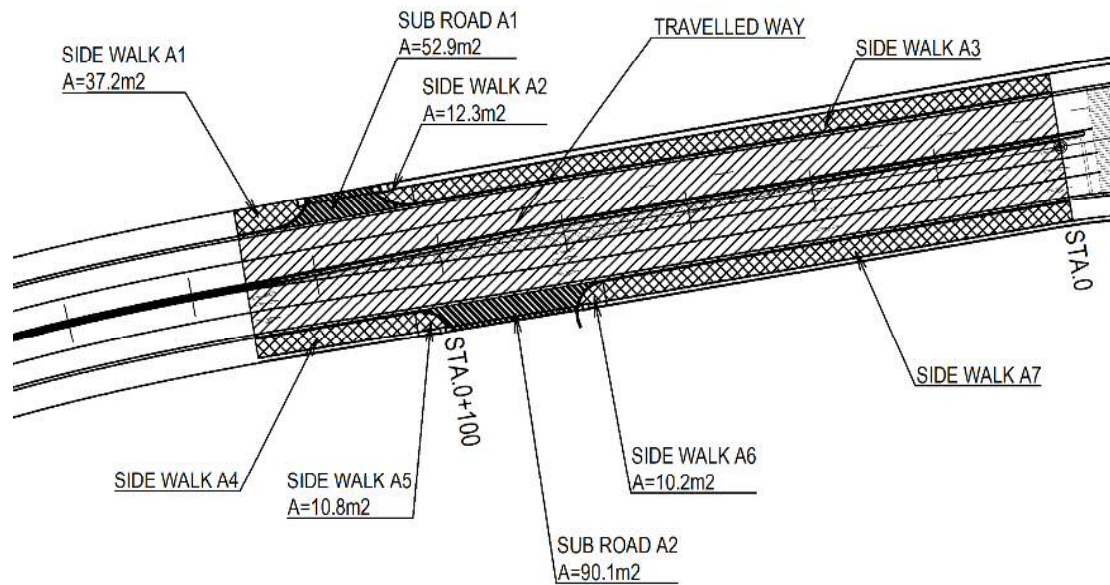 SUB ROAD A1
A=52.9m2
TRAVELLED WAY
SIDE WALK A1
A=37.2m2
SIDE WALK A3
SIDE WALK A2
A=12.3m2
STA.0
STA.0+100
SIDE WALK A7
SIDE WALK A4
SIDE WALK A5
A=10.8m2
SIDE WALK A6
A=10.2m2
SUB ROAD A2
A=90.1m2